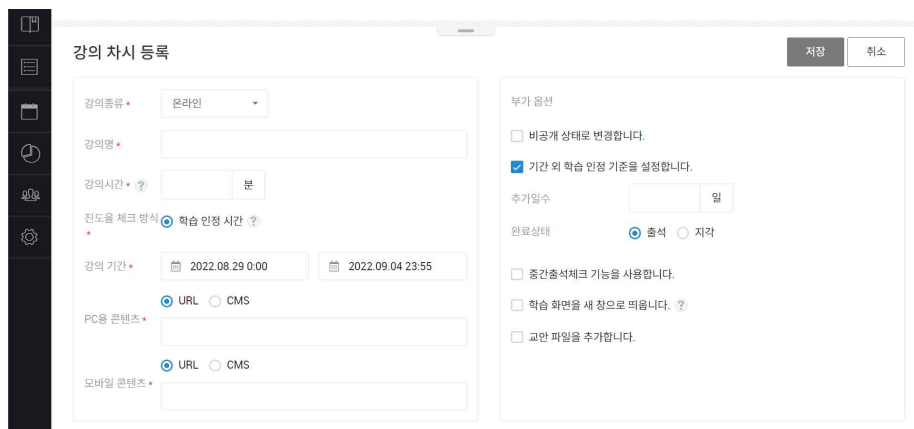 강의 차시 등록
저장
취소
강의종류 *
온라인
강의명 *
강의시간 * ?
분
진도율 체크 방식 *
학습 인정 시간 ?
강의 기간 *
2022.08.29 0:00
2022.09.04 23:55
PC용 콘텐츠 *
URL
CMS
모바일 콘텐츠 *
URL
CMS
부가 옵션
비공개 상태로 변경합니다.
기간 외 학습 인정 기준을 설정합니다.
추가일수
일
완료상태
출석
지각
중간출석체크 기능을 사용합니다.
학습 화면을 새 창으로 띄웁니다. ?
교안 파일을 추가합니다.